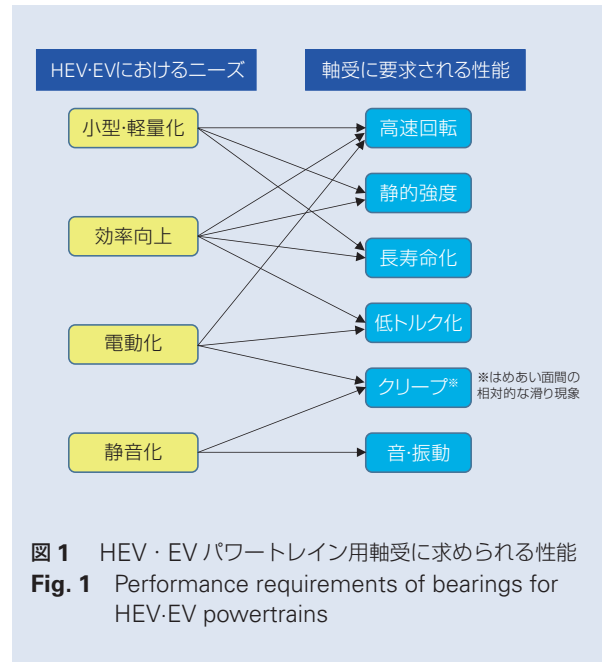 HEV·EVにおけるニーズ
軸受に要求される性能
小型·軽量化
高速回転
静的強度
効率向上
長寿命化
低トルク化
電動化
クリープ※
※はめあい面間の
相対的な滑り現象
静音化
音·振動
図 1 HEV・EV パワートレイン用軸受に求められる性能
Fig. 1 Performance requirements of bearings for
HEV·EV powertrains